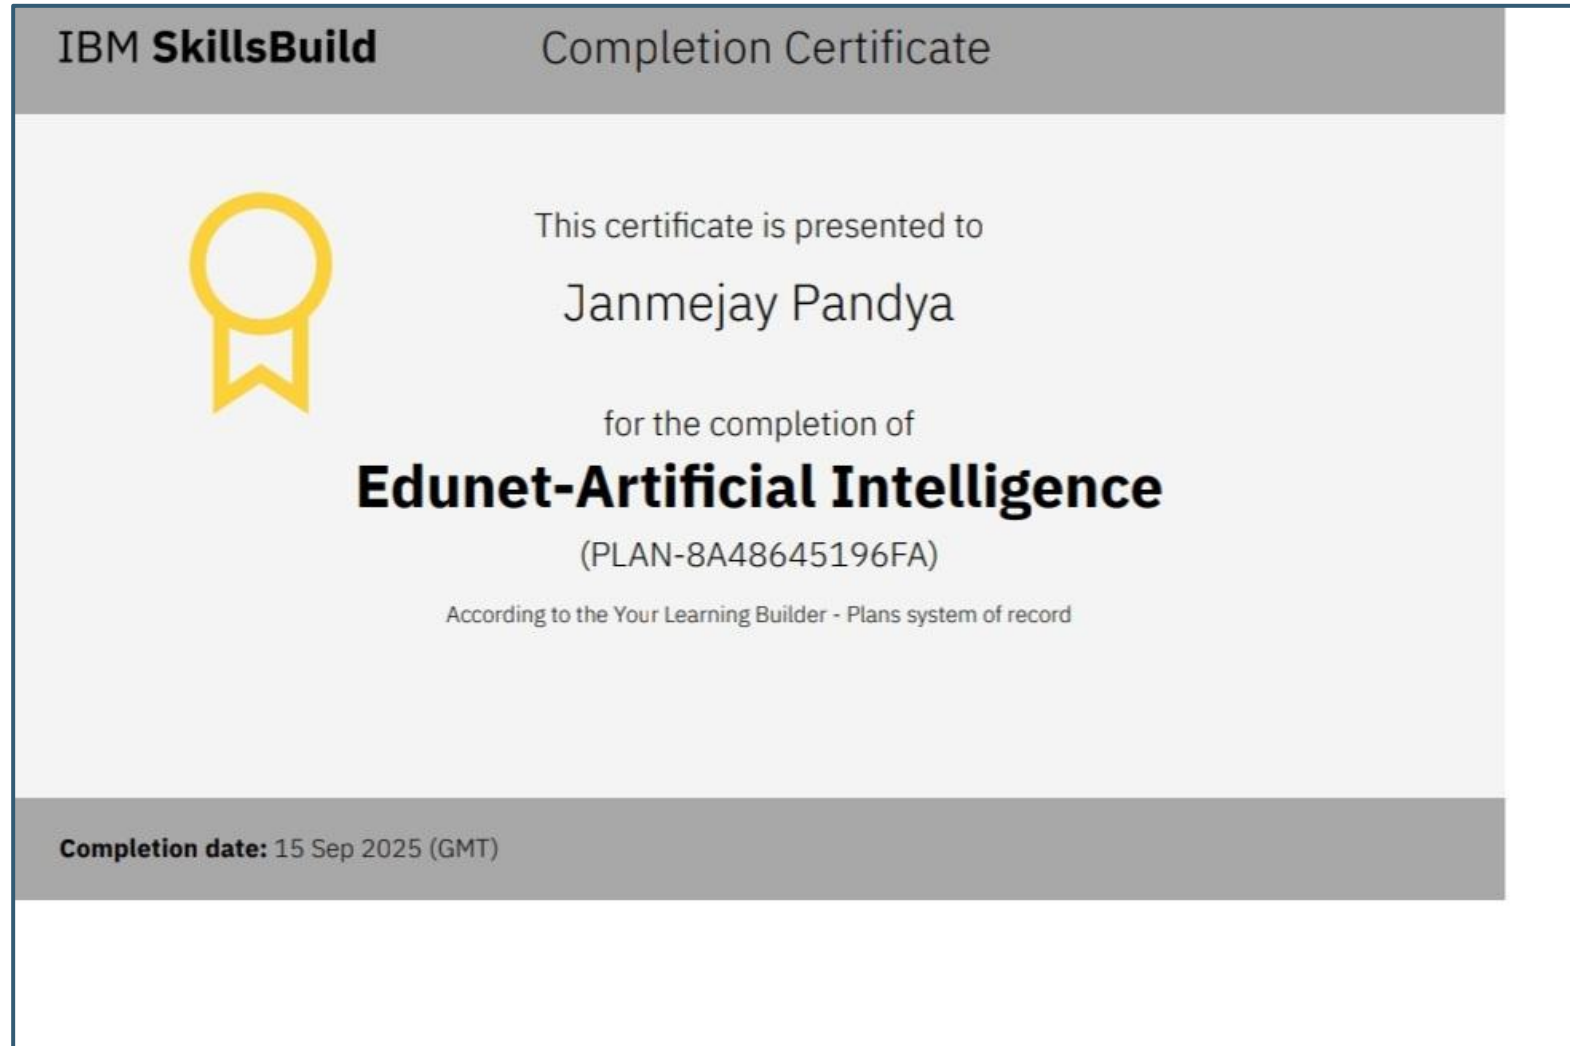 IBM SkillsBuild
Completion Certificate
This certificate is presented to
Janmejay Pandya
for the completion of
Edunet-Artificial Intelligence
(PLAN-8A48645196FA)
According to the Your Learning Builder - Plans system of record
Completion date: 15 Sep 2025 (GMT)